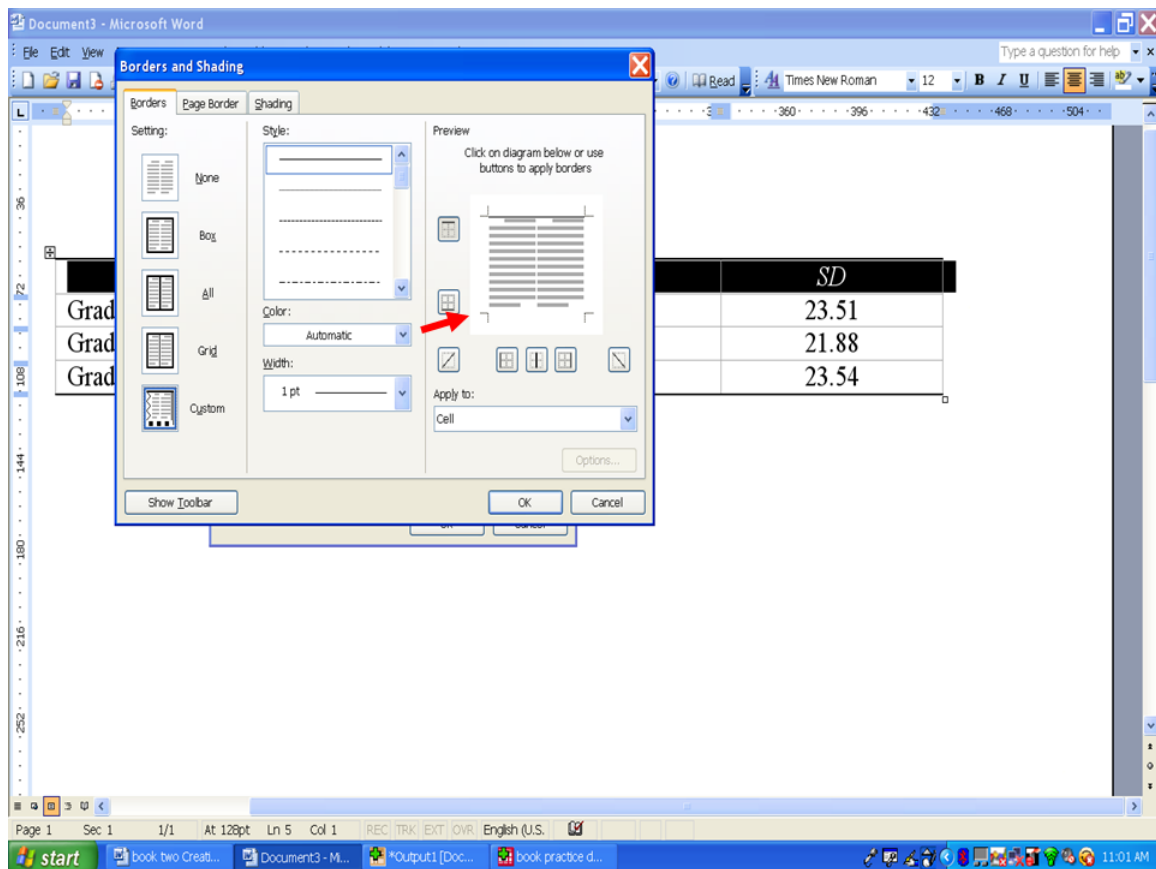 Document3 - Microsoft Word
File Edit View
Type a question for help
Read
Times New Roman 12 B I U
Borders and Shading
Borders Page Border Shading
Setting:
None
Box
All
Grid
Custom
Style:
Color:
Automatic
Width:
1 pt
Preview
Click on diagram below or use
buttons to apply borders
Apply to:
Cell
Options...
Show Toolbar
OK Cancel
L
360 396 432 468 504
36
72
108
144
180
216
252
SD
Grad 23.51
Grad 21.88
Grad 23.54
Page 1 Sec 1 1/1 At 128pt Ln 5 Col 1 REC TRK EXT OVR English (U.S.
start book two Creati... Document3 - Mi... *Output1 [Doc... book practice d... 11:01 AM